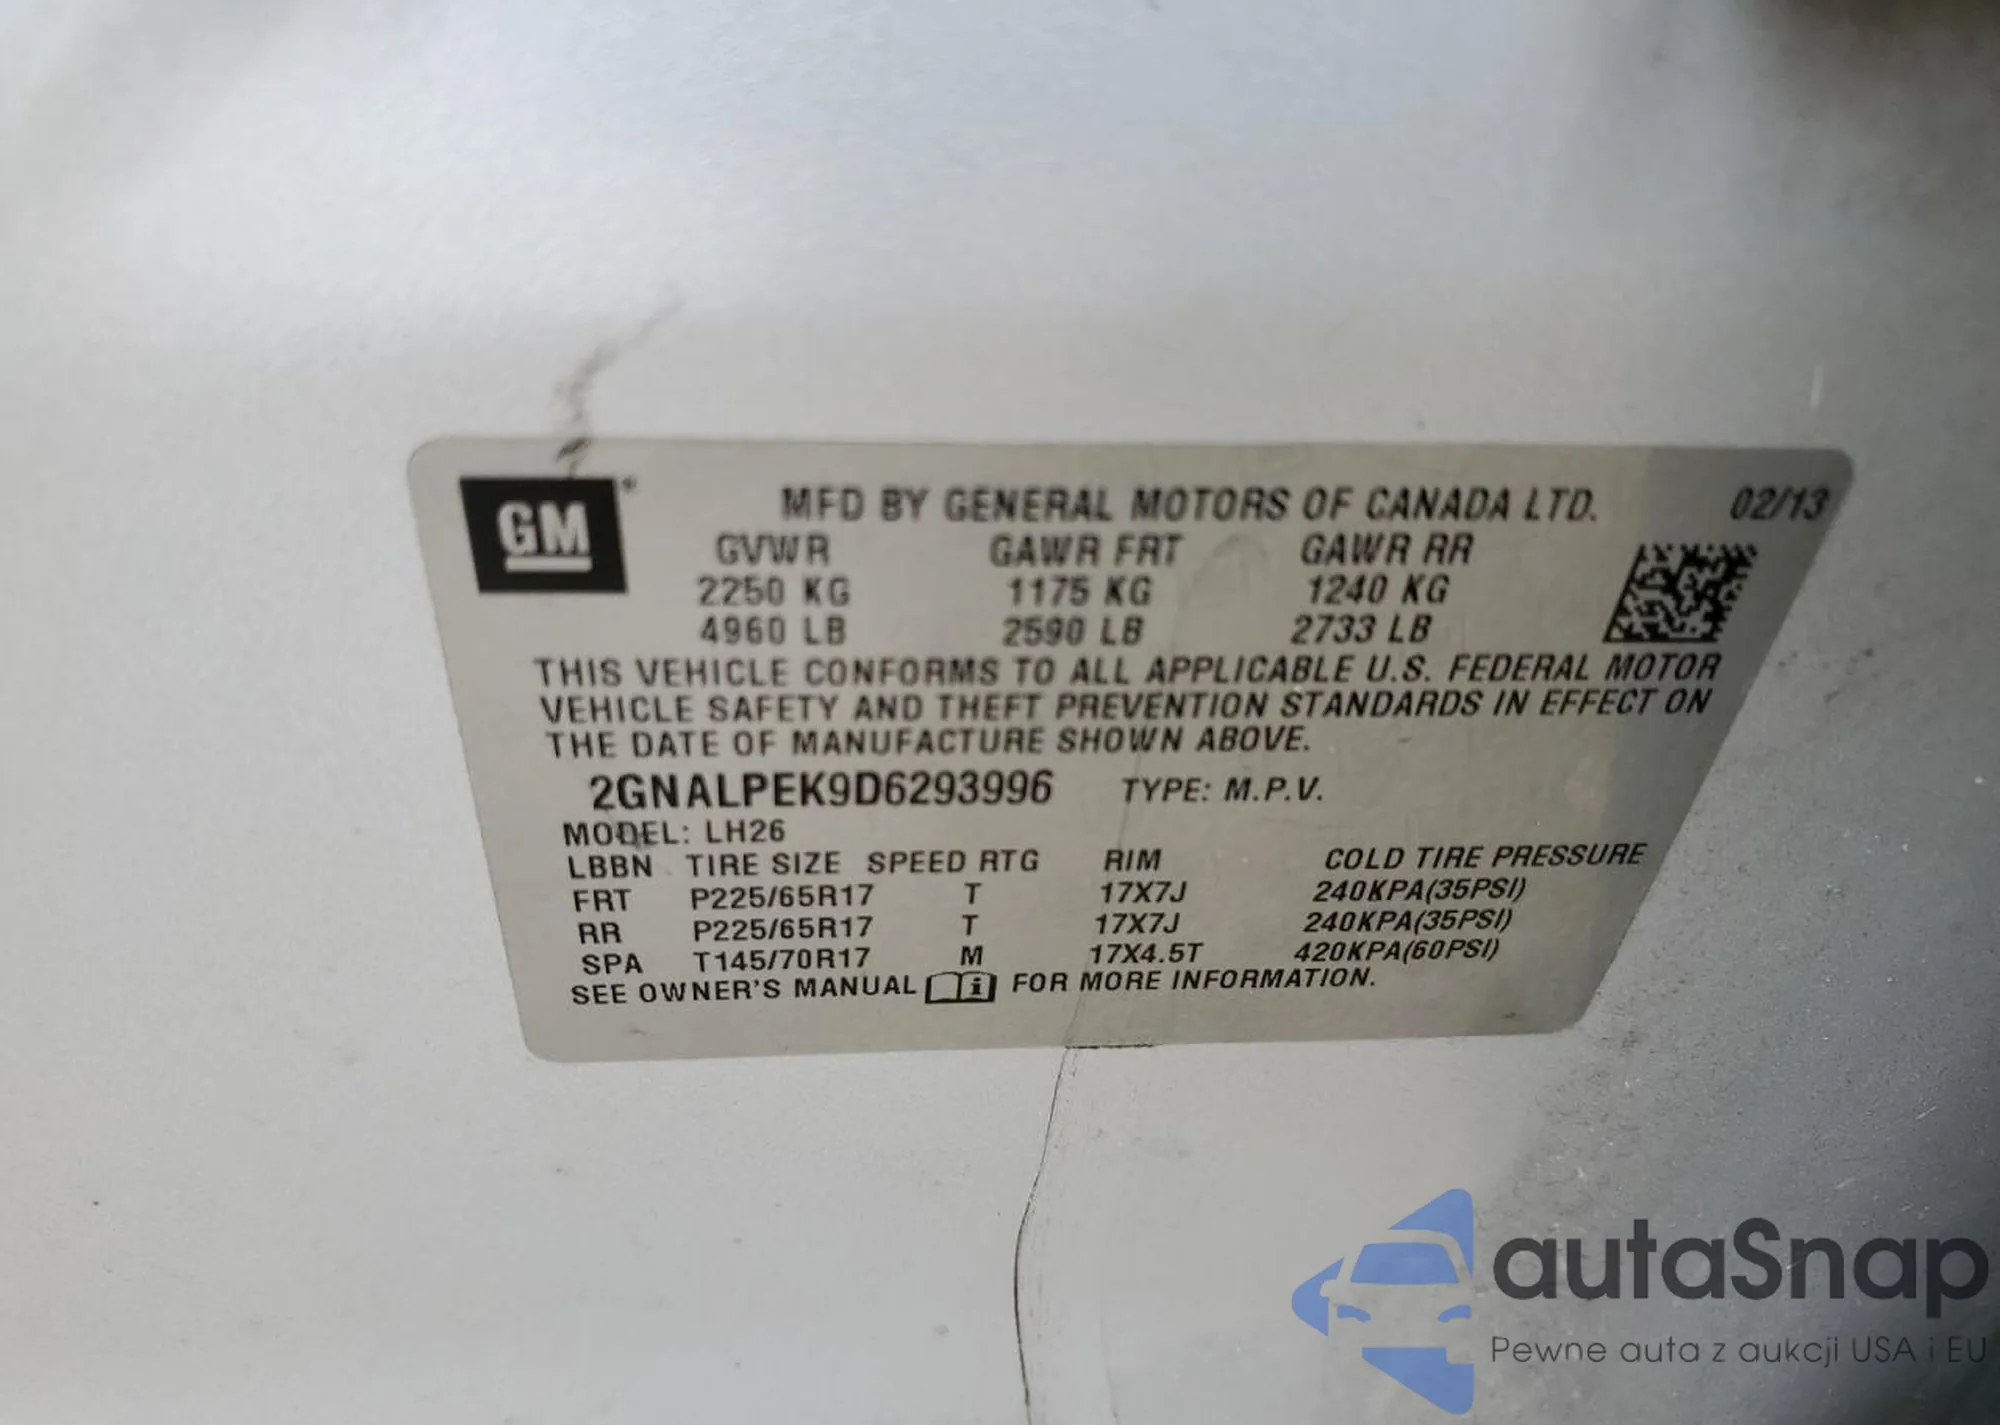 GM®
MFD BY GENERAL MOTORS OF CANADA LTD. 02/13
GVWR GAWR FRT GAWR RR
2250 KG 1175 KG 1240 KG
4960 LB 2590 LB 2733 LB
THIS VEHICLE CONFORMS TO ALL APPLICABLE U.S. FEDERAL MOTOR
VEHICLE SAFETY AND THEFT PREVENTION STANDARDS IN EFFECT ON
THE DATE OF MANUFACTURE SHOWN ABOVE.
2GNALPEK9D6293996 TYPE: M.P.V.
MODEL: LH26
LBBN TIRE SIZE SPEED RTG RIM COLD TIRE PRESSURE
FRT P225/65R17 T 17X7J 240KPA(35PSI)
RR P225/65R17 T 17X7J 240KPA(35PSI)
SPA T145/70R17 M 17X4.5T 420KPA(60PSI)
SEE OWNER'S MANUAL i FOR MORE INFORMATION.
autaSnap
Pewne auta z aukcji USA i EU